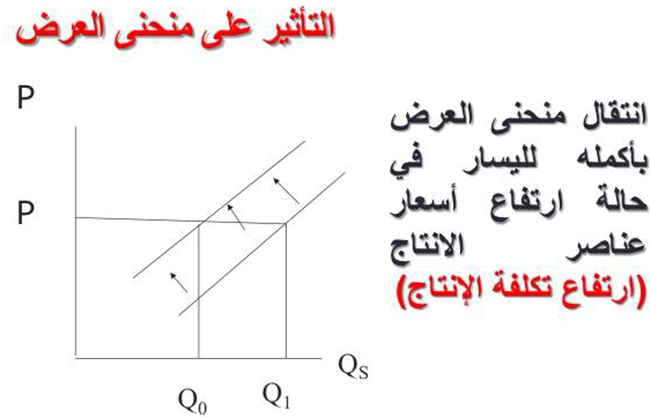 التأثير على منحنى العرض
P
P
انتقال منحنى العرض
بأكمله لليسار في
حالة ارتفاع أسعار
عناصر الانتاج
(ارتفاع تكلفة الإنتاج)
Qs
Q0
Q1